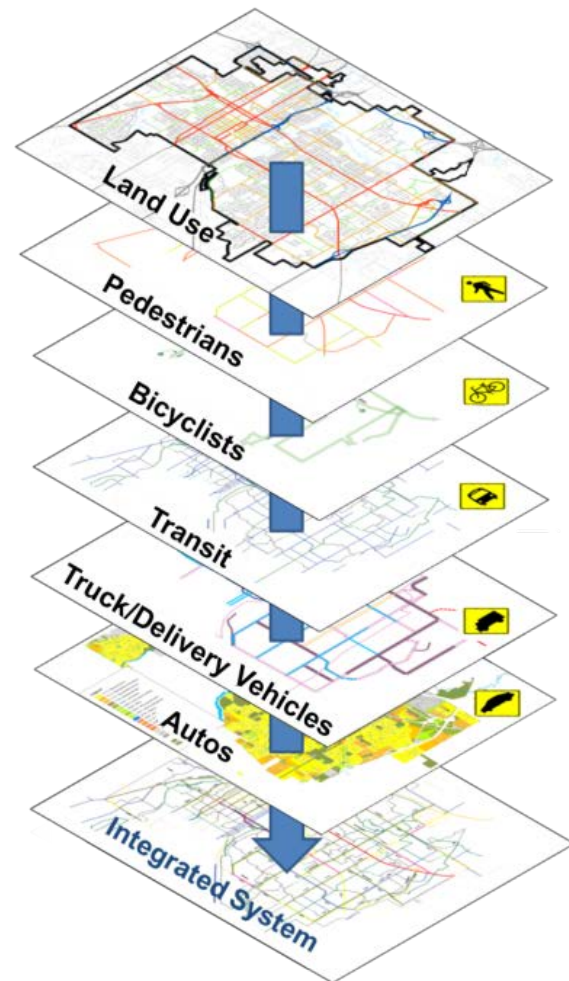 Land Use
Pedestrians
Bicyclists
Transit
Truck/Delivery Vehicles
Autos
Integrated System